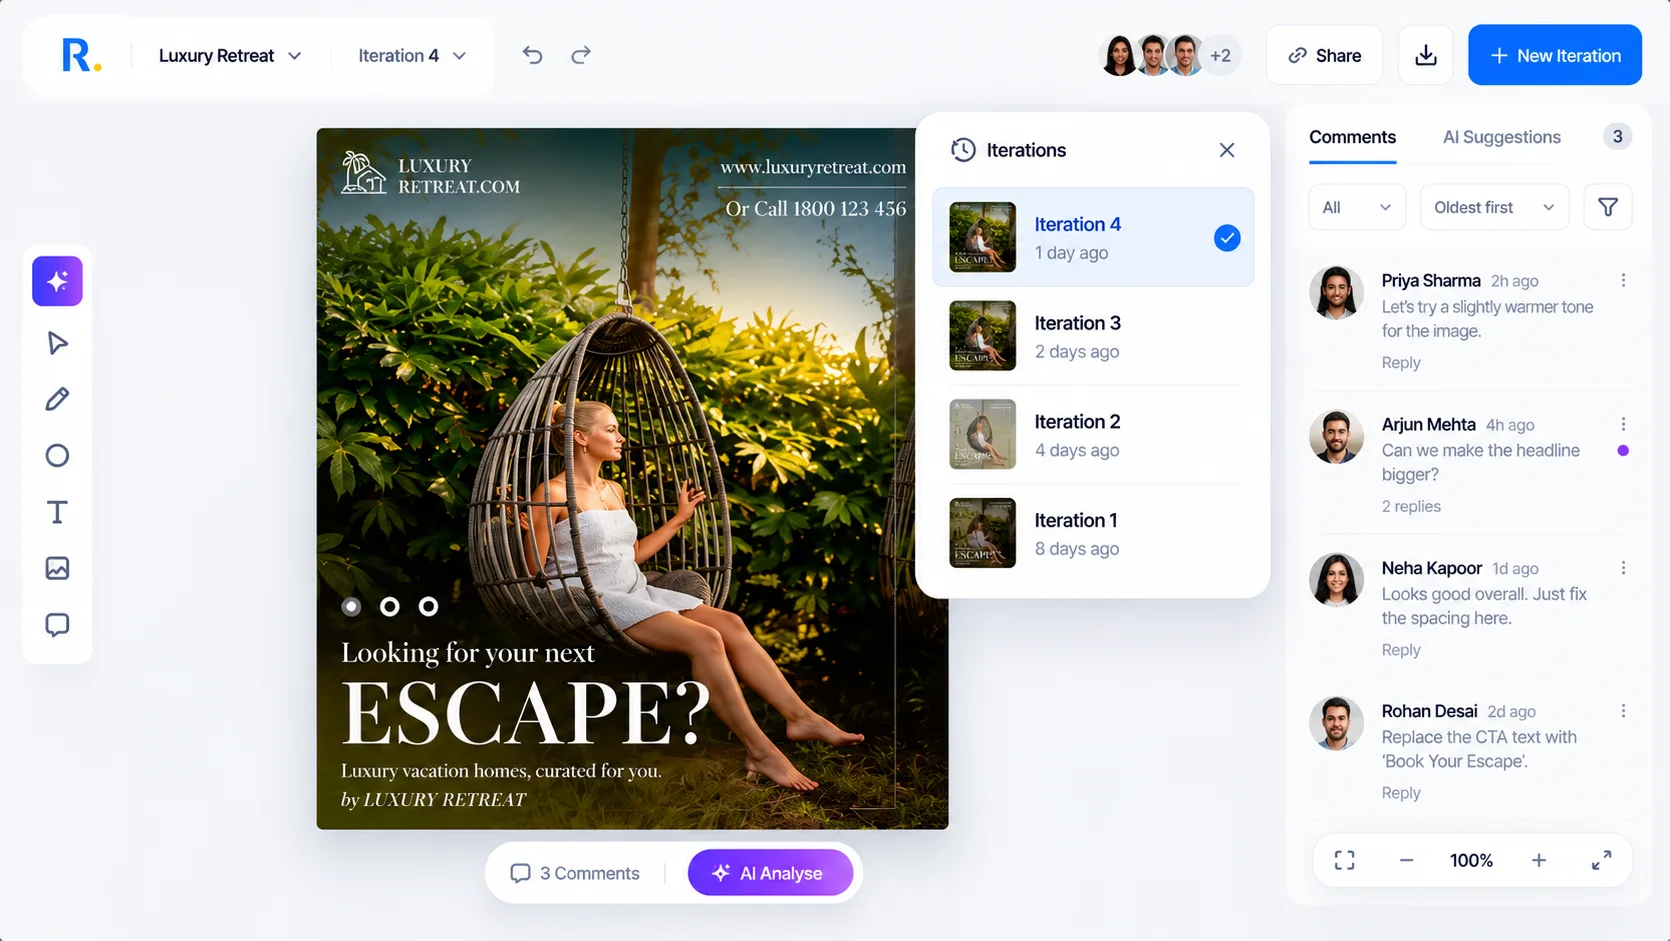 R.
Luxury Retreat
Iteration 4
+2
Share
New Iteration
LUXURY
RETREAT.COM
www.luxuryretreat.com
Or Call 1800 123 456
Looking for your next
ESCAPE?
Luxury vacation homes, curated for you.
by LUXURY RETREAT
3 Comments
AI Analyse
Iterations
Iteration 4
1 day ago
Iteration 3
2 days ago
Iteration 2
4 days ago
Iteration 1
8 days ago
Comments
AI Suggestions
3
All
Oldest first
Priya Sharma 2h ago
Let's try a slightly warmer tone
for the image.
Reply
Arjun Mehta 4h ago
Can we make the headline
bigger?
2 replies
Neha Kapoor 1d ago
Looks good overall. Just fix
the spacing here.
Reply
Rohan Desai 2d ago
Replace the CTA text with
‘Book Your Escape’.
Reply
100%